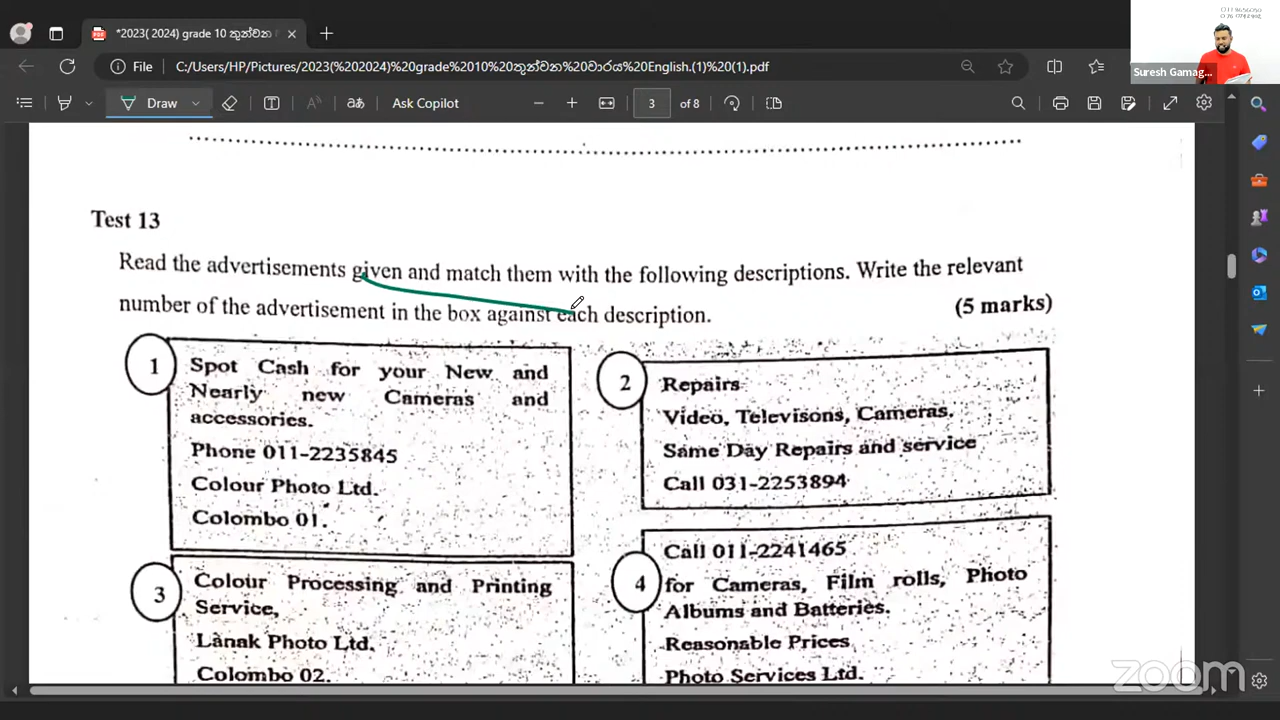 *2023( 2024) grade 10 තුන්වන
File
C:/Users/HP/Pictures/2023(%202024)%20grade%2010%20තුන්වන%20වාරය%20English.(1)%20(1).pdf
Suresh Gamag...
Draw
Ask Copilot
3 of 8
Test 13
Read the advertisements given and match them with the following descriptions. Write the relevant
number of the advertisement in the box against each description.
(5 marks)
1
Spot Cash for your New and
Nearly new Cameras and
accessories.
Phone 011-2235845
Colour Photo Ltd.
Colombo 01.
2
Repairs
Video, Televisons, Cameras.
Same Day Repairs and service
Call 031-2253894
3
Colour Processing and Printing
Service,
Lanak Photo Ltd.
Colombo 02.
4
Call 011-2241465
for Cameras, Film rolls, Photo
Albums and Batteries.
Reasonable Prices
Photo Services Ltd.
zoom